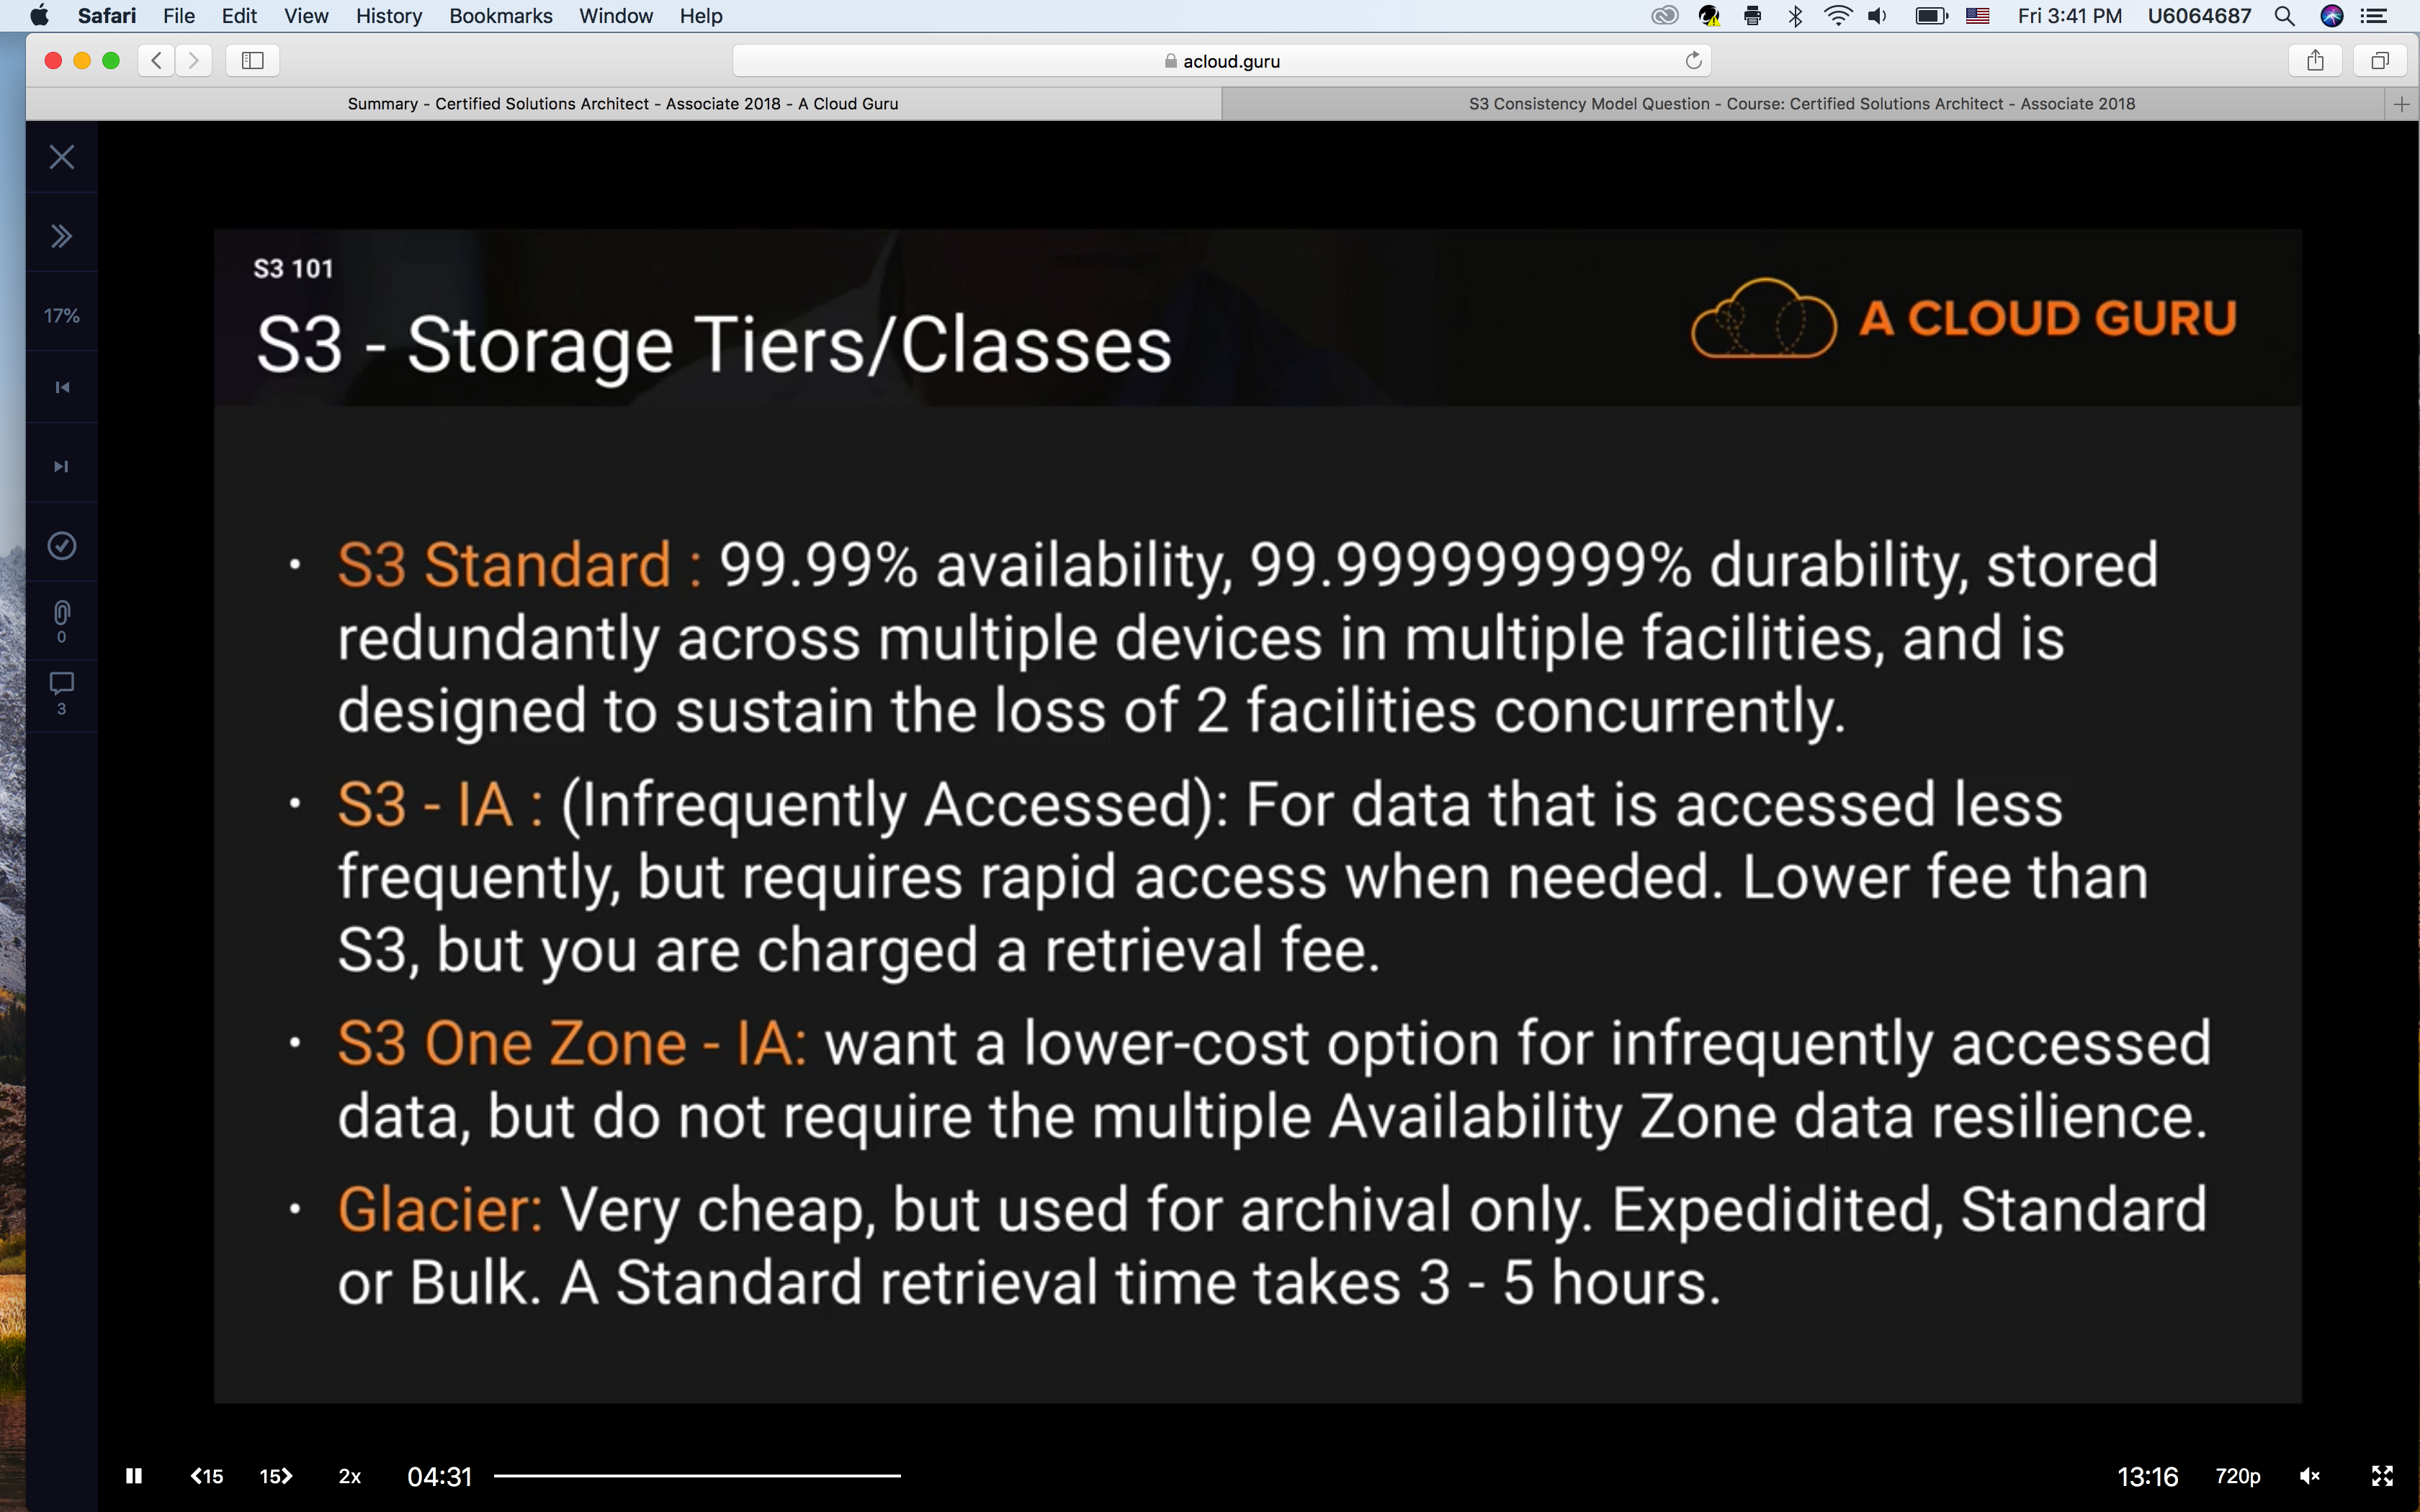 Safari File Edit View History Bookmarks Window Help Fri 3:41 PM U6064687
acloud.guru
Summary - Certified Solutions Architect - Associate 2018 - A Cloud Guru S3 Consistency Model Question - Course: Certified Solutions Architect - Associate 2018
17%
0
3
S3 101
S3 - Storage Tiers/Classes
A CLOUD GURU
• S3 Standard : 99.99% availability, 99.999999999% durability, stored
redundantly across multiple devices in multiple facilities, and is
designed to sustain the loss of 2 facilities concurrently.
• S3 - IA : (Infrequently Accessed): For data that is accessed less
frequently, but requires rapid access when needed. Lower fee than
S3, but you are charged a retrieval fee.
• S3 One Zone - IA: want a lower-cost option for infrequently accessed
data, but do not require the multiple Availability Zone data resilience.
• Glacier: Very cheap, but used for archival only. Expedidited, Standard
or Bulk. A Standard retrieval time takes 3 - 5 hours.
15 15 2x 04:31 13:16 720p